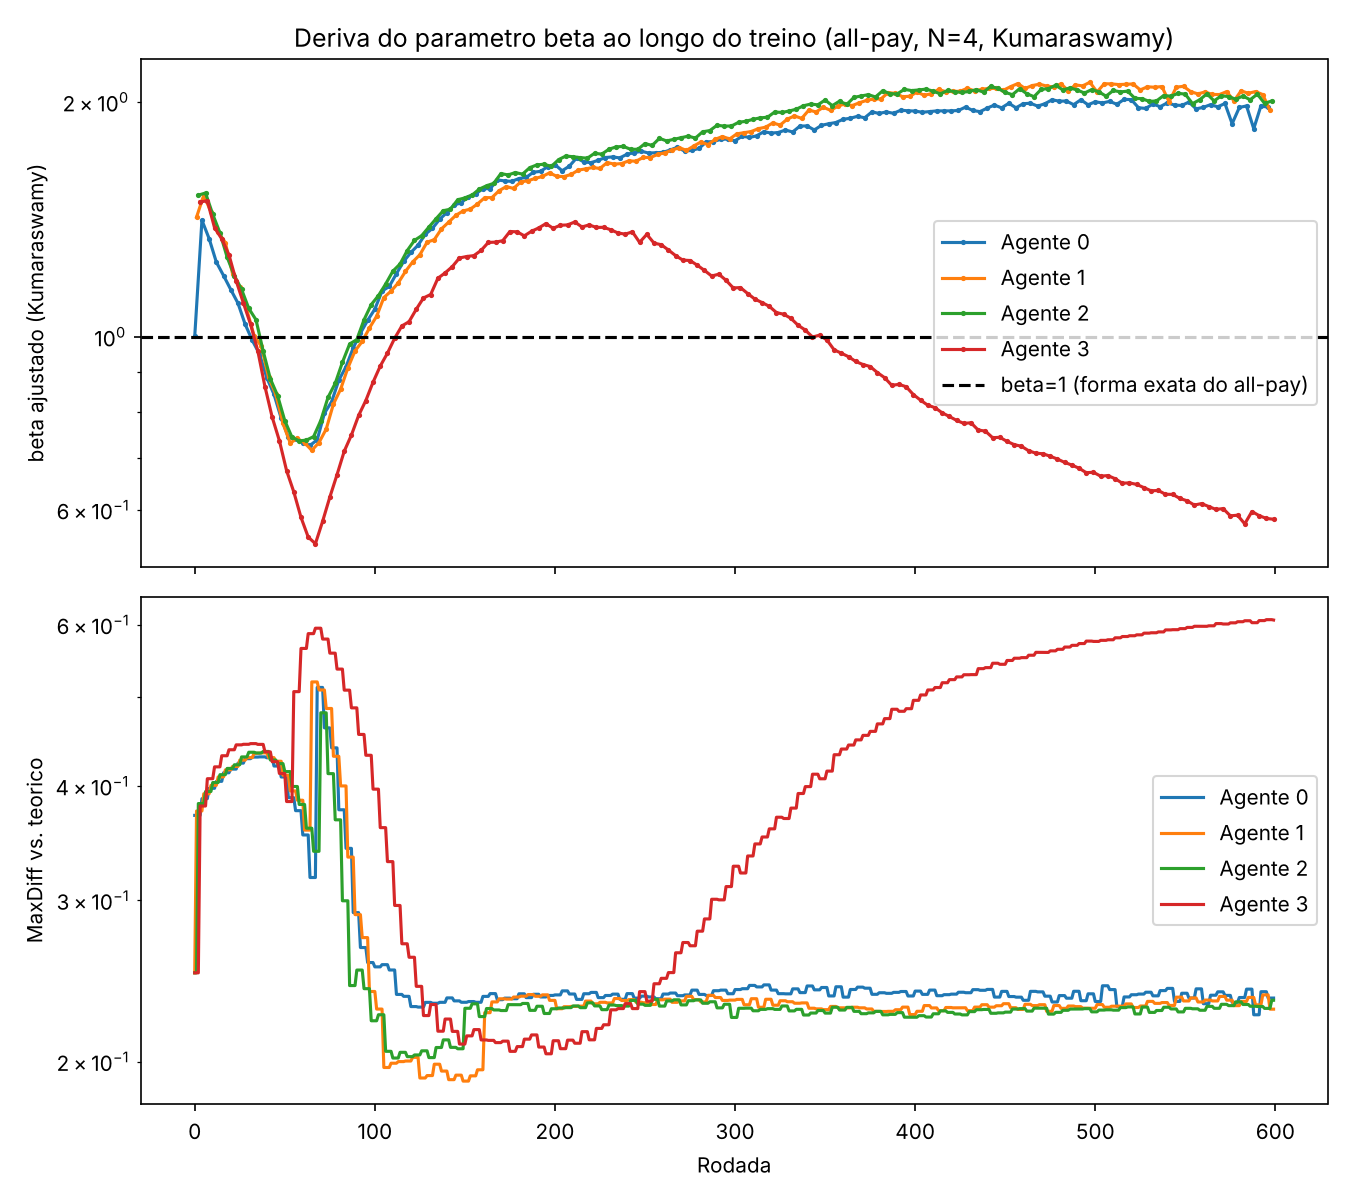 Deriva do parametro beta ao longo do treino (all-pay, N=4, Kumaraswamy)
beta ajustado (Kumaraswamy)
2 × 10⁰
10⁰
6 × 10⁻¹
Agente 0
Agente 1
Agente 2
Agente 3
beta=1 (forma exata do all-pay)
MaxDiff vs. teorico
6 × 10⁻¹
4 × 10⁻¹
3 × 10⁻¹
2 × 10⁻¹
Agente 0
Agente 1
Agente 2
Agente 3
0 100 200 300 400 500 600
Rodada